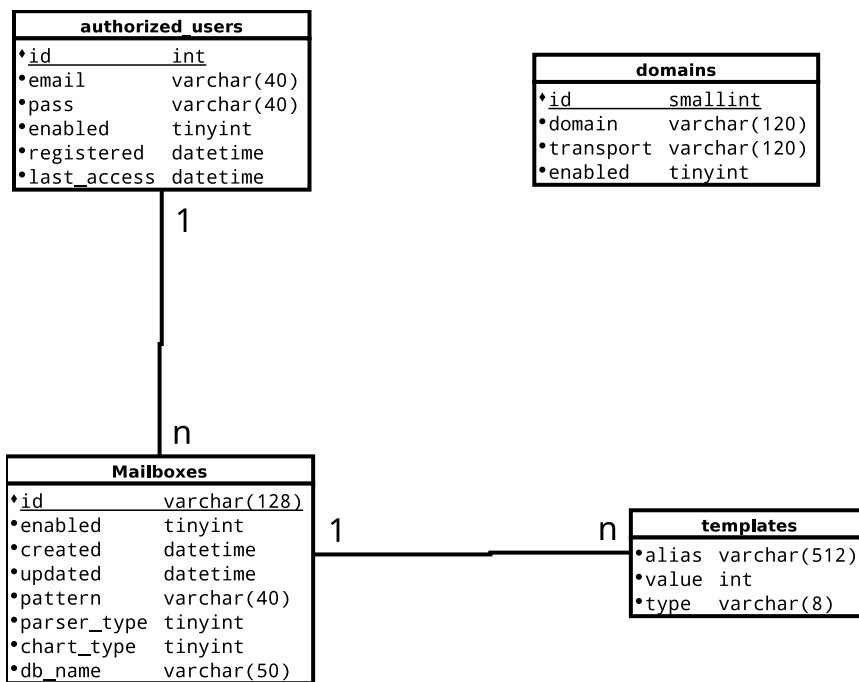 authorized_users
id int
email varchar(40)
pass varchar(40)
enabled tinyint
registered datetime
last_access datetime
domains
id smallint
domain varchar(120)
transport varchar(120)
enabled tinyint
1
n
Mailboxes
id varchar(128)
enabled tinyint
created datetime
updated datetime
pattern varchar(40)
parser_type tinyint
chart_type tinyint
db_name varchar(50)
1
n
templates
alias varchar(512)
value int
type varchar(8)